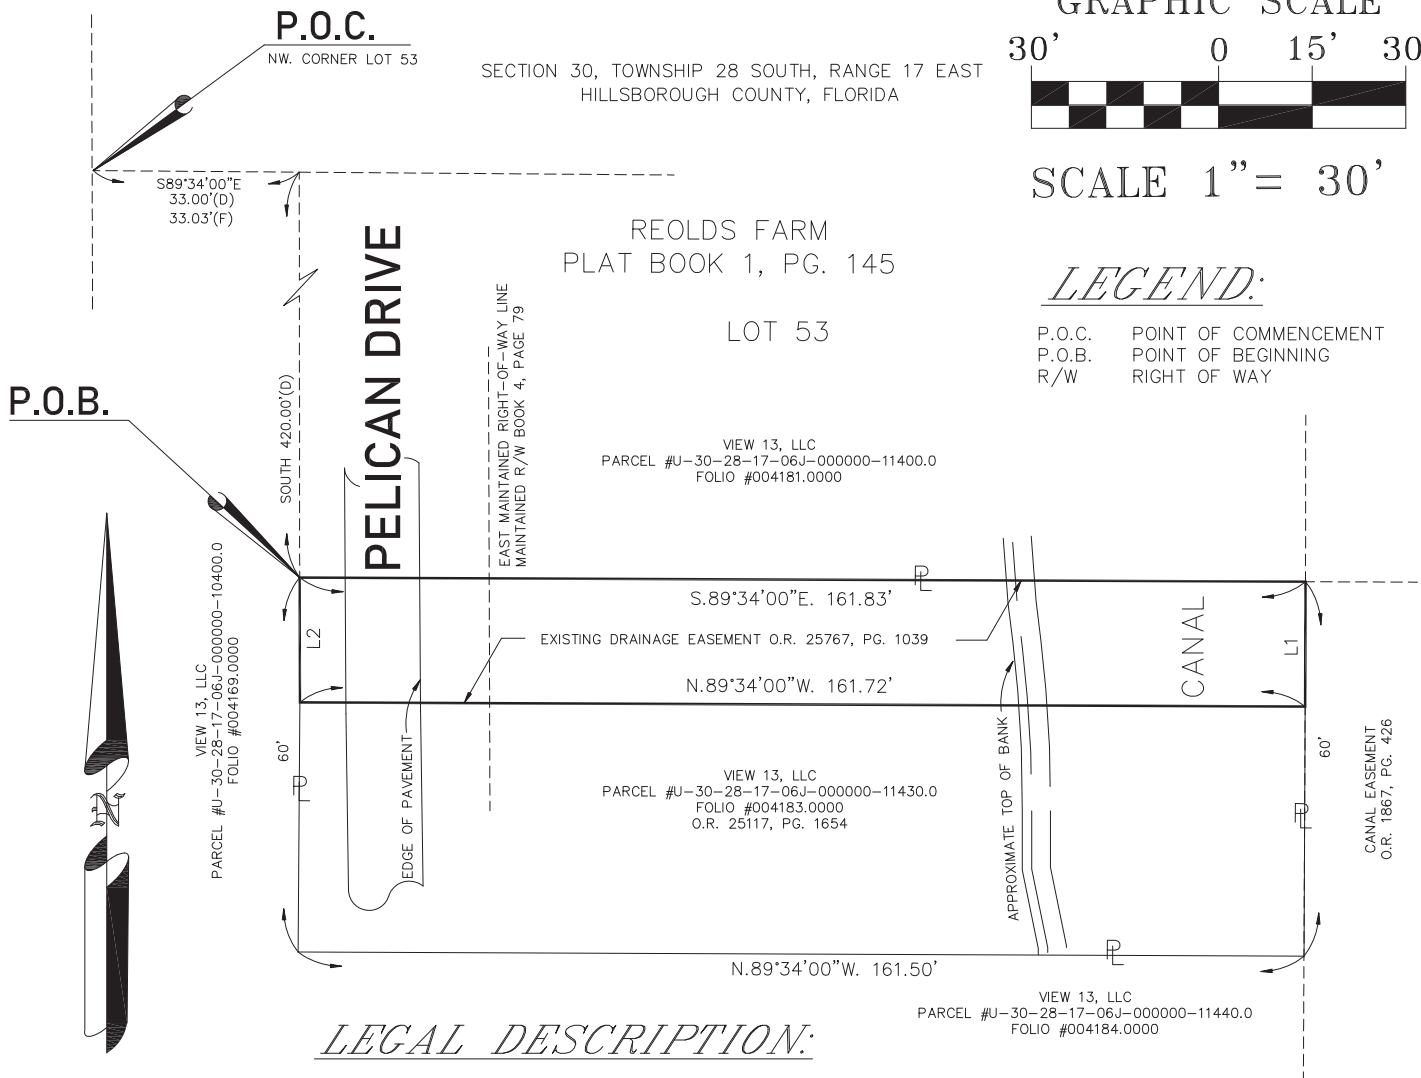 P.O.C.
NW. CORNER LOT 53
SECTION 30, TOWNSHIP 28 SOUTH, RANGE 17 EAST
HILLSBOROUGH COUNTY, FLORIDA
GRAPHIC SCALE
30' 0 15' 30
SCALE 1"= 30'
S89°34'00"E
33.00'(D)
33.03'(F)
REOLDS FARM
PLAT BOOK 1, PG. 145
LOT 53
LEGEND:
P.O.C. POINT OF COMMENCEMENT
P.O.B. POINT OF BEGINNING
R/W RIGHT OF WAY
PELICAN DRIVE
EAST MAINTAINED RIGHT-OF-WAY LINE
MAINTAINED R/W BOOK 4, PAGE 79
P.O.B.
SOUTH 420.00'(D)
VIEW 13, LLC
PARCEL #U-30-28-17-06J-000000-11400.0
FOLIO #004181.0000
VIEW 13, LLC
PARCEL #U-30-28-17-06J-000000-10400.0
FOLIO #004169.0000
PL
S.89°34'00"E. 161.83'
L2
EXISTING DRAINAGE EASEMENT O.R. 25767, PG. 1039
CANAL
L1
N.89°34'00"W. 161.72'
60'
PL
EDGE OF PAVEMENT
VIEW 13, LLC
PARCEL #U-30-28-17-06J-000000-11430.0
FOLIO #004183.0000
O.R. 25117, PG. 1654
APPROXIMATE TOP OF BANK
60'
PL
CANAL EASEMENT
O.R. 1867, PG. 426
N
PL
N.89°34'00"W. 161.50'
VIEW 13, LLC
PARCEL #U-30-28-17-06J-000000-11440.0
FOLIO #004184.0000
LEGAL DESCRIPTION: